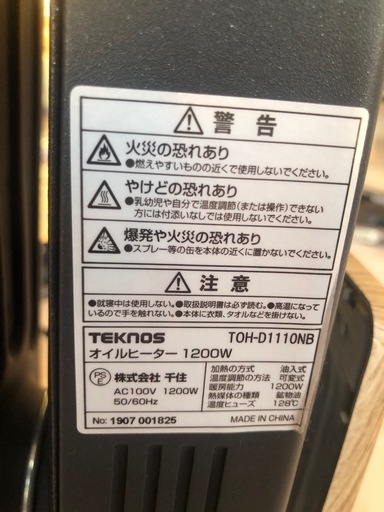 警告
火災の恐れあり
●燃えやすいものの近くで使用しないでください。
やけどの恐れあり
●乳幼児や自分で温度調節(または操作)できない
方には付添いなしでは使用しないでください。
爆発や火災の恐れあり
●スプレー等の缶を本体の近くに置かないでください。
注意
●就寝中は使用しない。●取扱説明書は必ず読む。●高温になって
いるので手を触れない。●本体に衣類、タオルなどを掛けない。
TEKNOS TOH-D1110NB
オイルヒーター 1200W
PSE 株式会社 千住
AC100V 1200W
50/60Hz
No: 1907 001825
加熱の方式 油入式
温度調節の方法 可変式
暖房能力 1200W
熱媒体の種類 鉱物油
温度ヒューズ 128℃
MADE IN CHINA